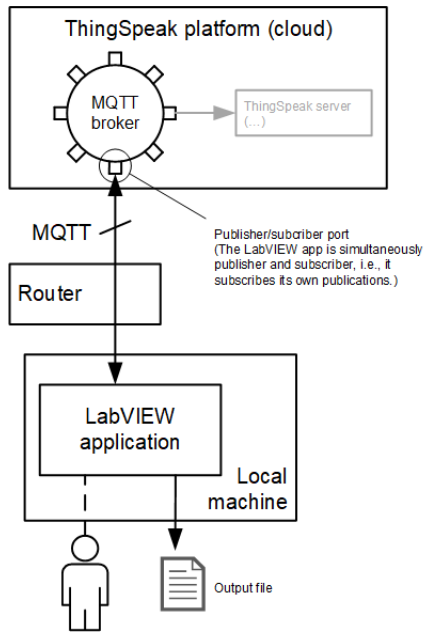 ThingSpeak platform (cloud)
MQTT
broker
ThingSpeak server
(...)
MQTT
Publisher/subcriber port
(The LabVIEW app is simultaneously
publisher and subscriber, i.e., it
subscribes its own publications.)
Router
LabVIEW
application
Local
machine
Output file